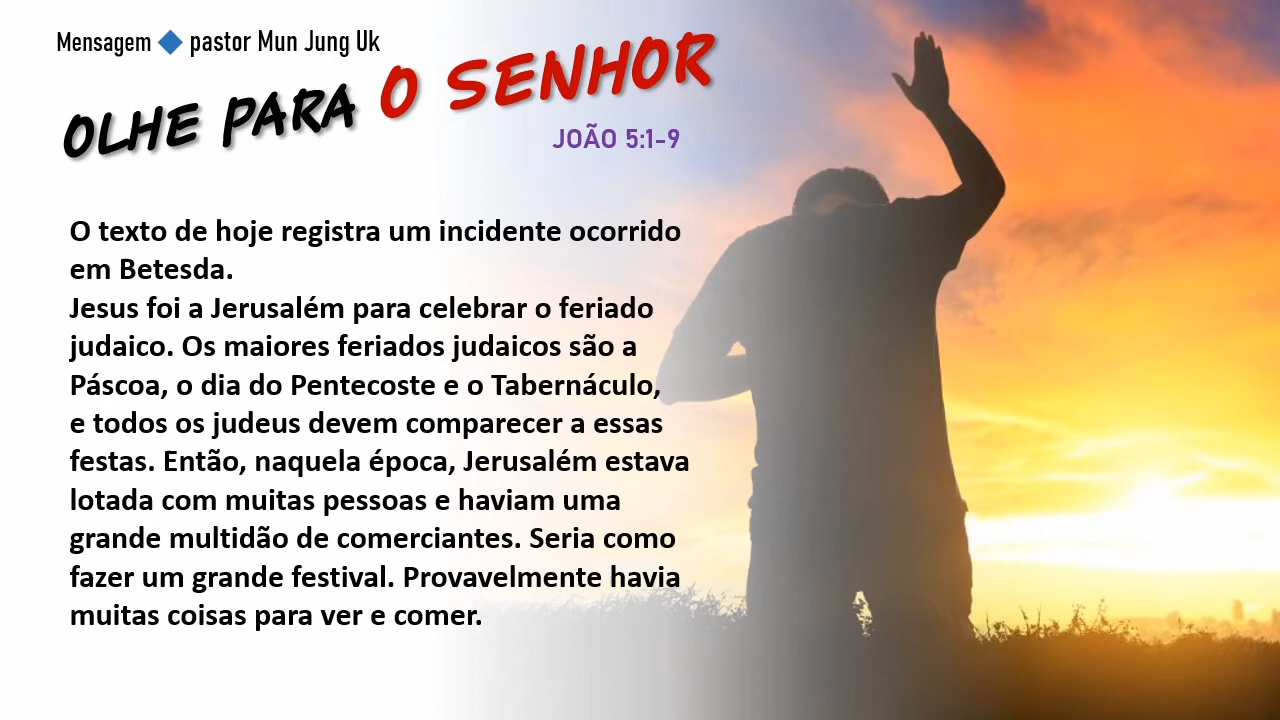 Mensagem ◆ pastor Mun Jung Uk
OLHE PARA O SENHOR
JOÃO 5:1-9
O texto de hoje registra um incidente ocorrido
em Betesda.
Jesus foi a Jerusalém para celebrar o feriado
judaico. Os maiores feriados judaicos são a
Páscoa, o dia do Pentecoste e o Tabernáculo,
e todos os judeus devem comparecer a essas
festas. Então, naquela época, Jerusalém estava
lotada com muitas pessoas e haviam uma
grande multidão de comerciantes. Seria como
fazer um grande festival. Provavelmente havia
muitas coisas para ver e comer.